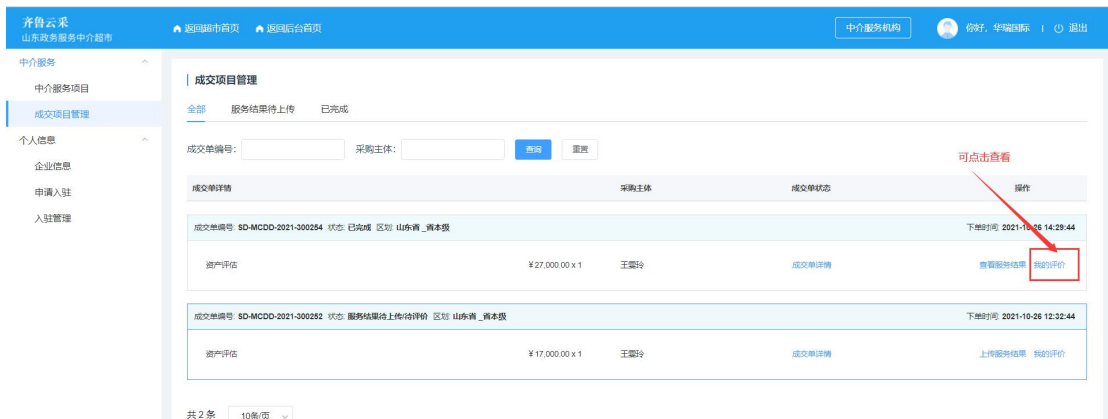 齐鲁云采
山东政务服务中介超市
返回超市首页 返回后台首页 中介服务机构 你好, 华瑞国际 | 退出
中介服务
中介服务项目
成交项目管理
个人信息
企业信息
申请入驻
入驻管理
成交项目管理
全部 服务结果待上传 已完成
成交单编号: 采购主体: 查询 重置
可点击查看
成交单详情 采购主体 成交单状态 操作
成交单编号: SD-MCDD-2021-300254 状态: 已完成 区划: 山东省_省本级 下单时间: 2021-10-26 14:29:44
资产评估 ¥27,000.00 x 1 王雯玲 成交单详情 查看服务结果 我的评价
成交单编号: SD-MCDD-2021-300252 状态: 服务结果待上传/待评价 区划: 山东省_省本级 下单时间: 2021-10-26 12:32:44
资产评估 ¥17,000.00 x 1 王雯玲 成交单详情 上传服务结果 我的评价
共 2 条 10条/页